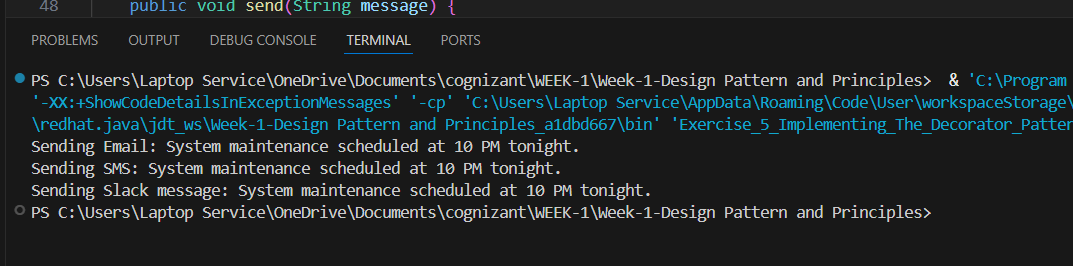 48 public void send(String message) {
PROBLEMS OUTPUT DEBUG CONSOLE TERMINAL PORTS
PS C:\Users\Laptop Service\OneDrive\Documents\cognizant\WEEK-1\Week-1-Design Pattern and Principles> & 'C:\Program
'-XX:+ShowCodeDetailsInExceptionMessages' '-cp' 'C:\Users\Laptop Service\AppData\Roaming\Code\User\workspaceStorage\
\redhat.java\jdt_ws\Week-1-Design Pattern and Principles_a1dbd667\bin' 'Exercise_5_Implementing_The_Decorator_Patter
Sending Email: System maintenance scheduled at 10 PM tonight.
Sending SMS: System maintenance scheduled at 10 PM tonight.
Sending Slack message: System maintenance scheduled at 10 PM tonight.
PS C:\Users\Laptop Service\OneDrive\Documents\cognizant\WEEK-1\Week-1-Design Pattern and Principles>